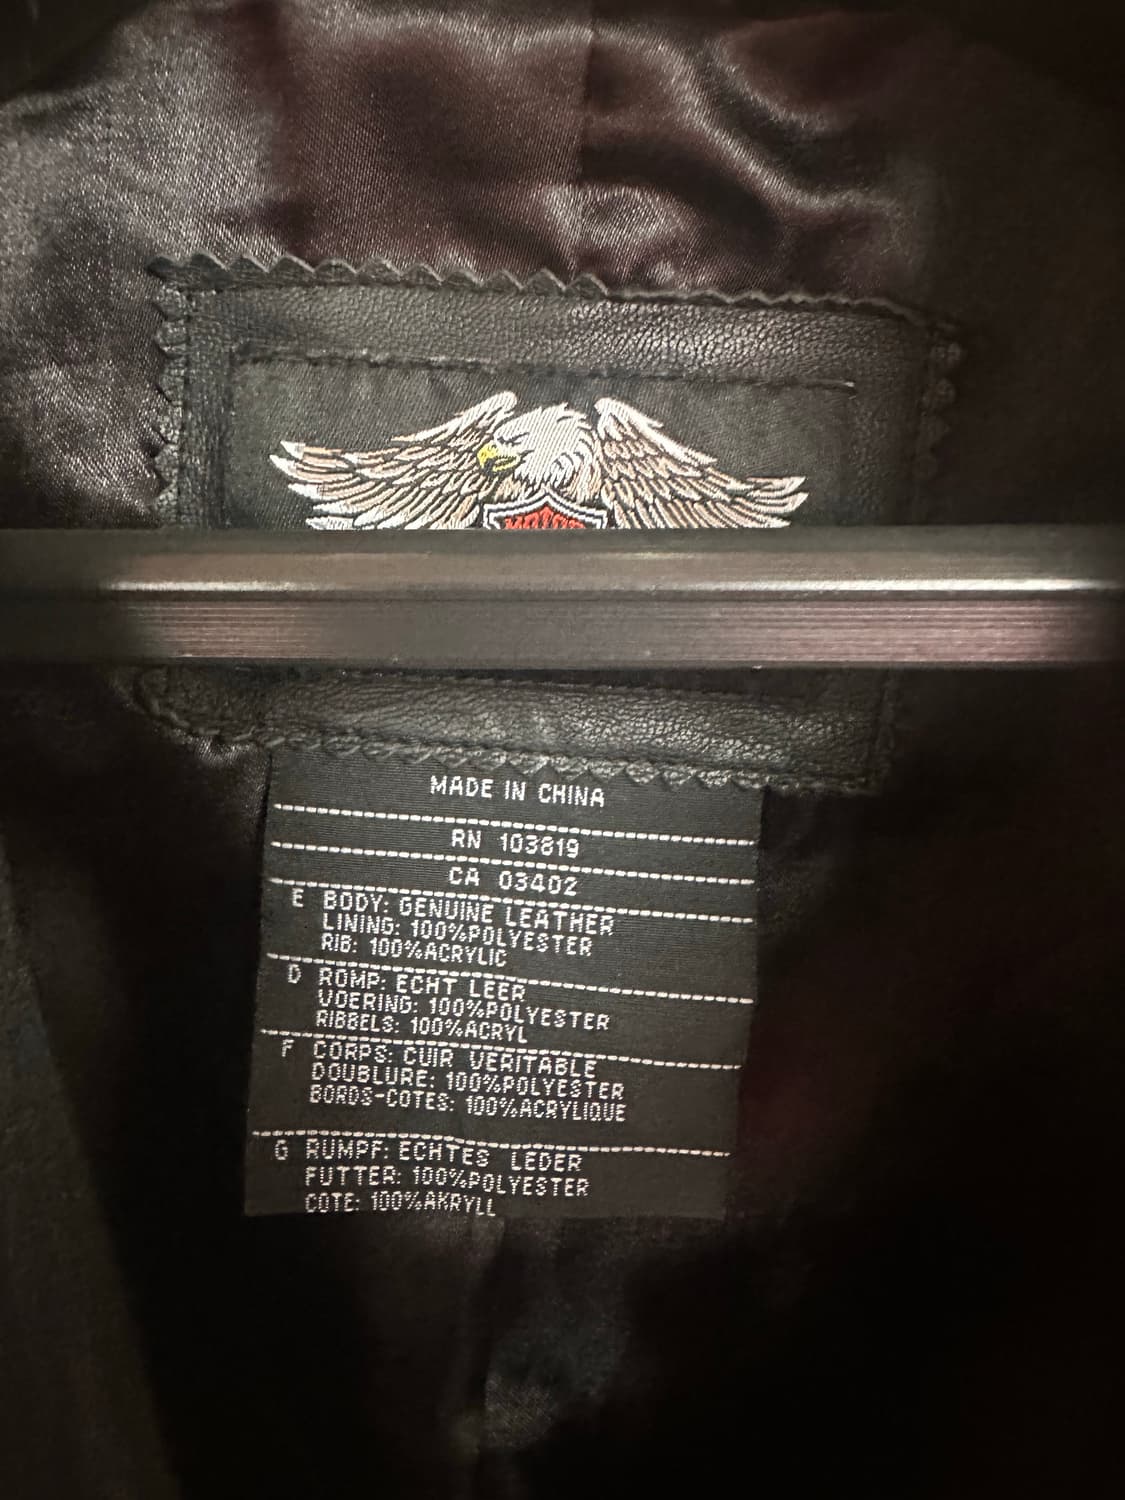 MOTOR
MADE IN CHINA
RN 103819
CA 03402
E BODY: GENUINE LEATHER
LINING: 100%POLYESTER
RIB: 100%ACRYLIC
D ROMP: ECHT LEER
VOERING: 100%POLYESTER
RIBBELS: 100%ACRYL
F CORPS: CUIR VERITABLE
DOUBLURE: 100%POLYESTER
BORDS-COTES: 100%ACRYLIQUE
G RUMPF: ECHTES LEDER
FUTTER: 100%POLYESTER
COTE: 100%AKRYLL